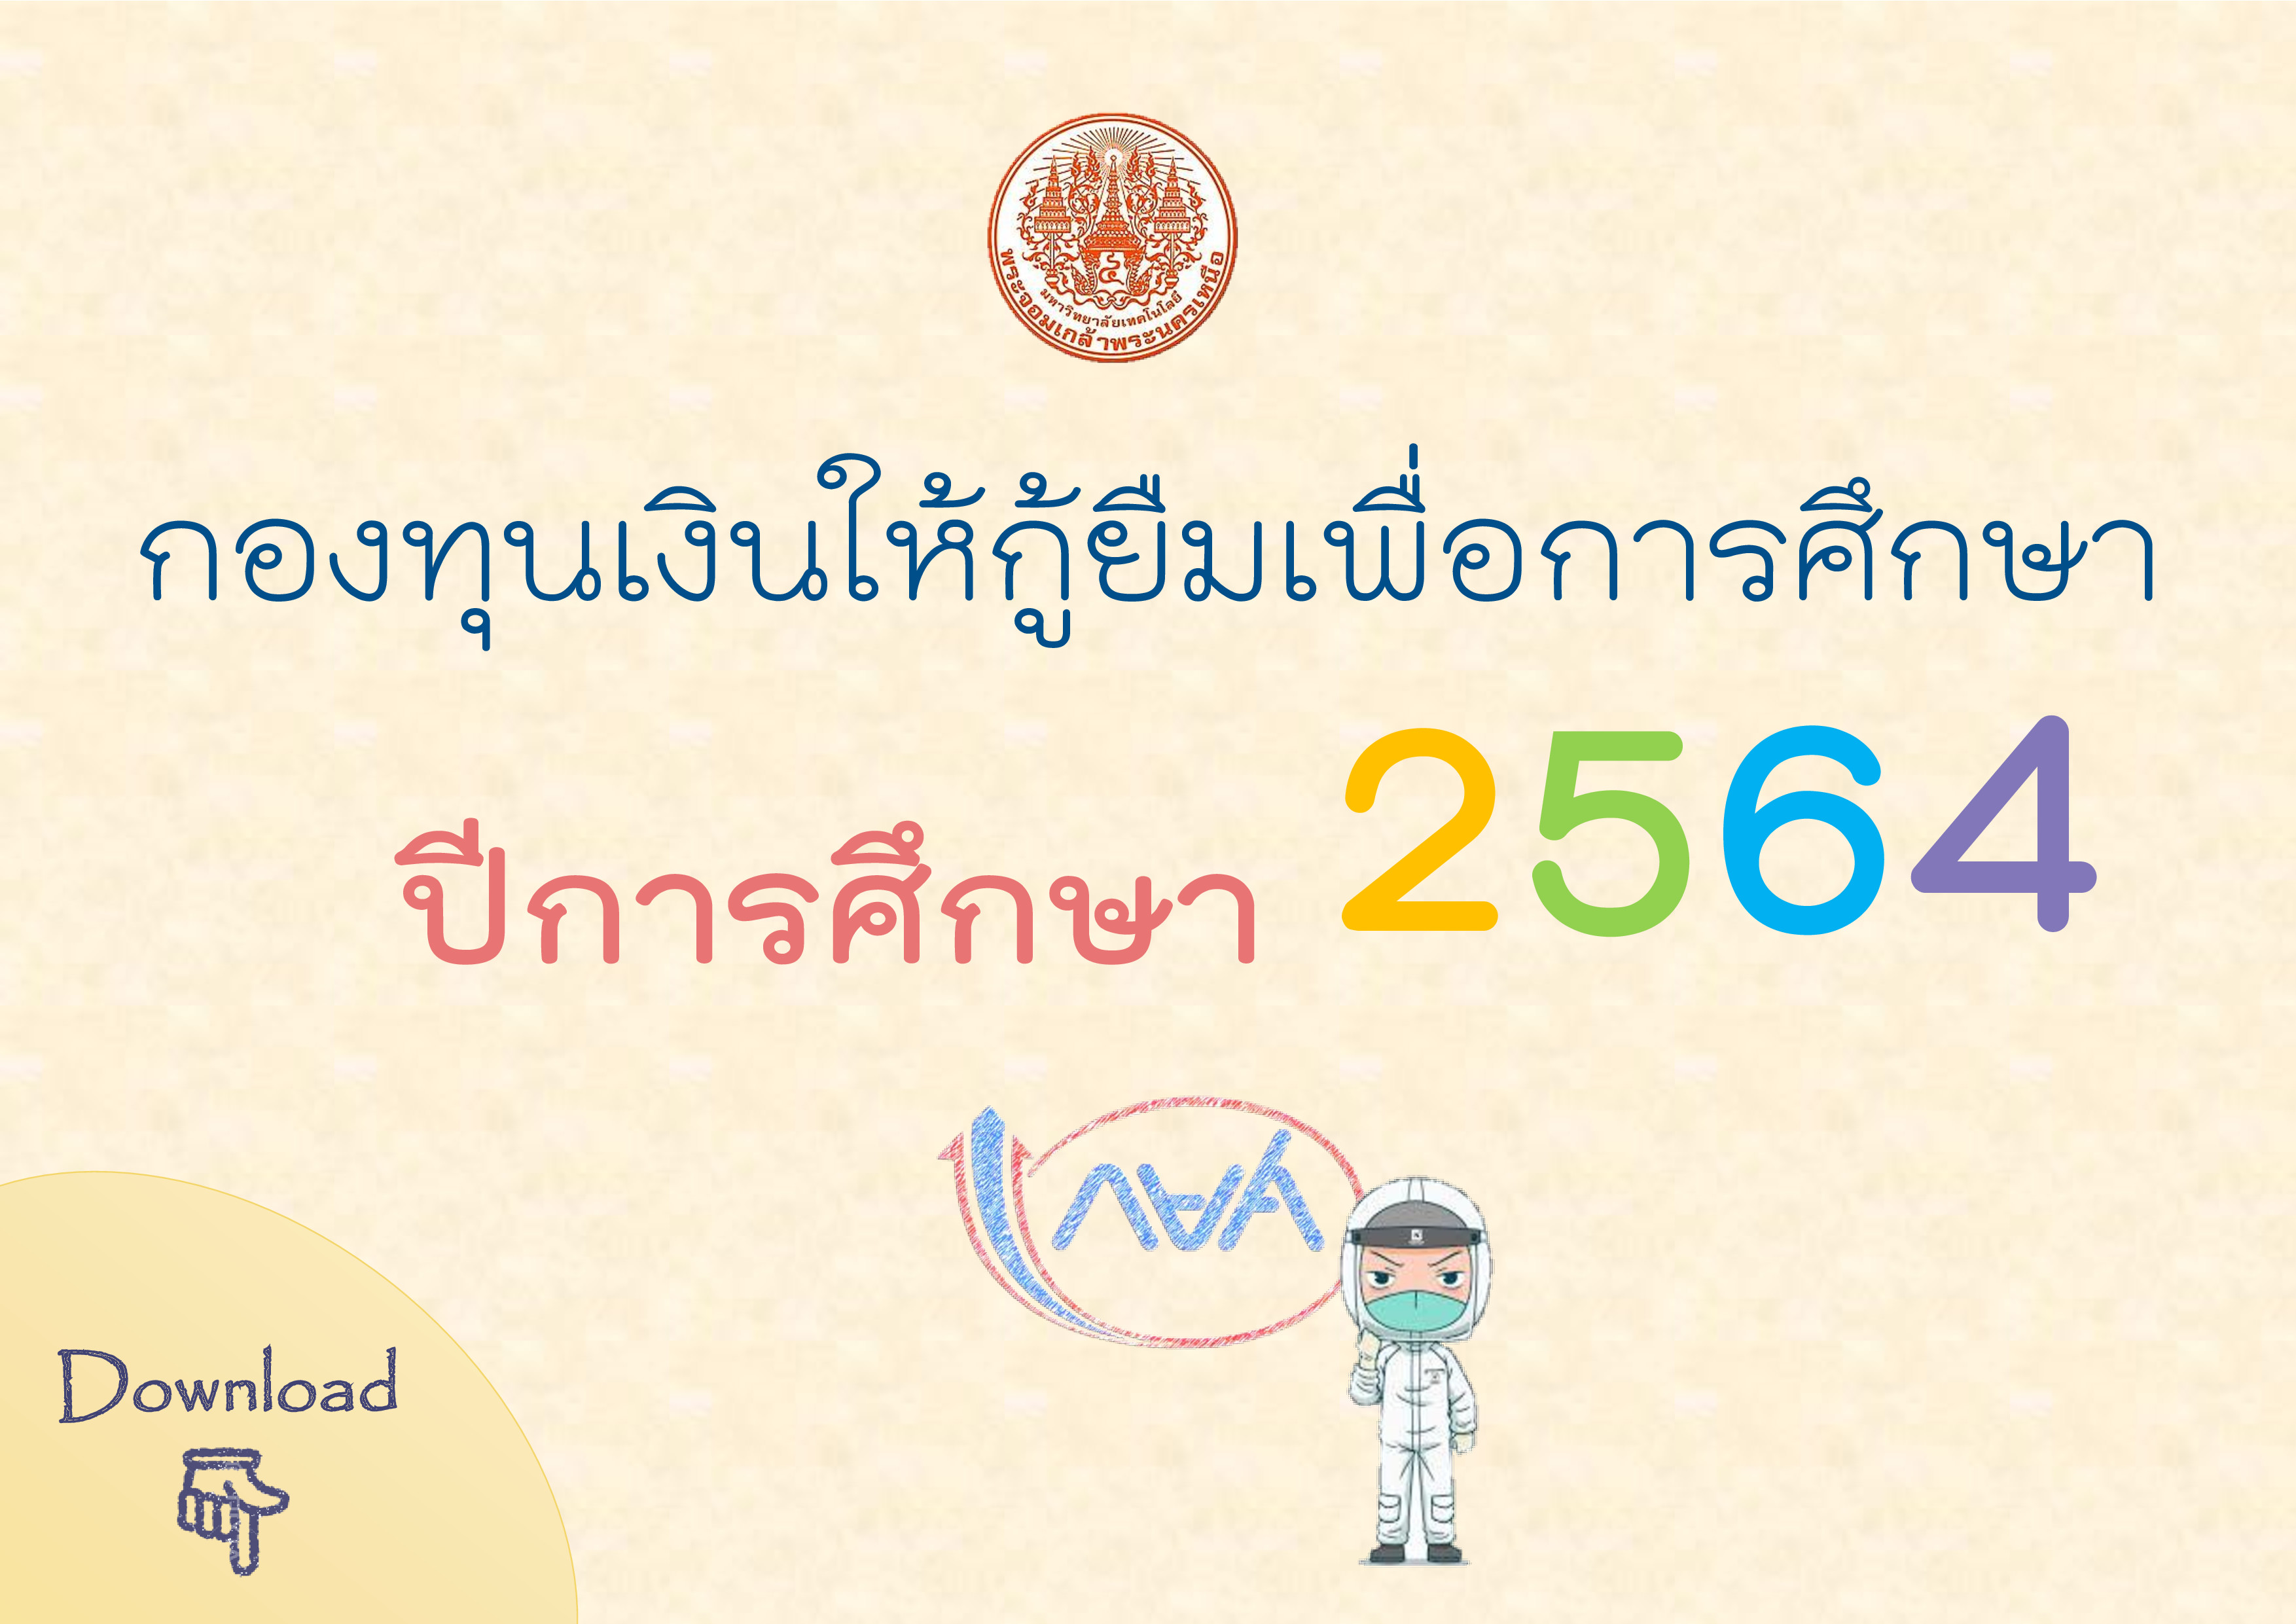 มหาวิทยาลัยเทคโนโลยี
พระจอมเกล้าพระนครเหนือ
กองทุนเงินให้กู้ยืมเพื่อการศึกษา
ปีการศึกษา 2564
กยศ
Download